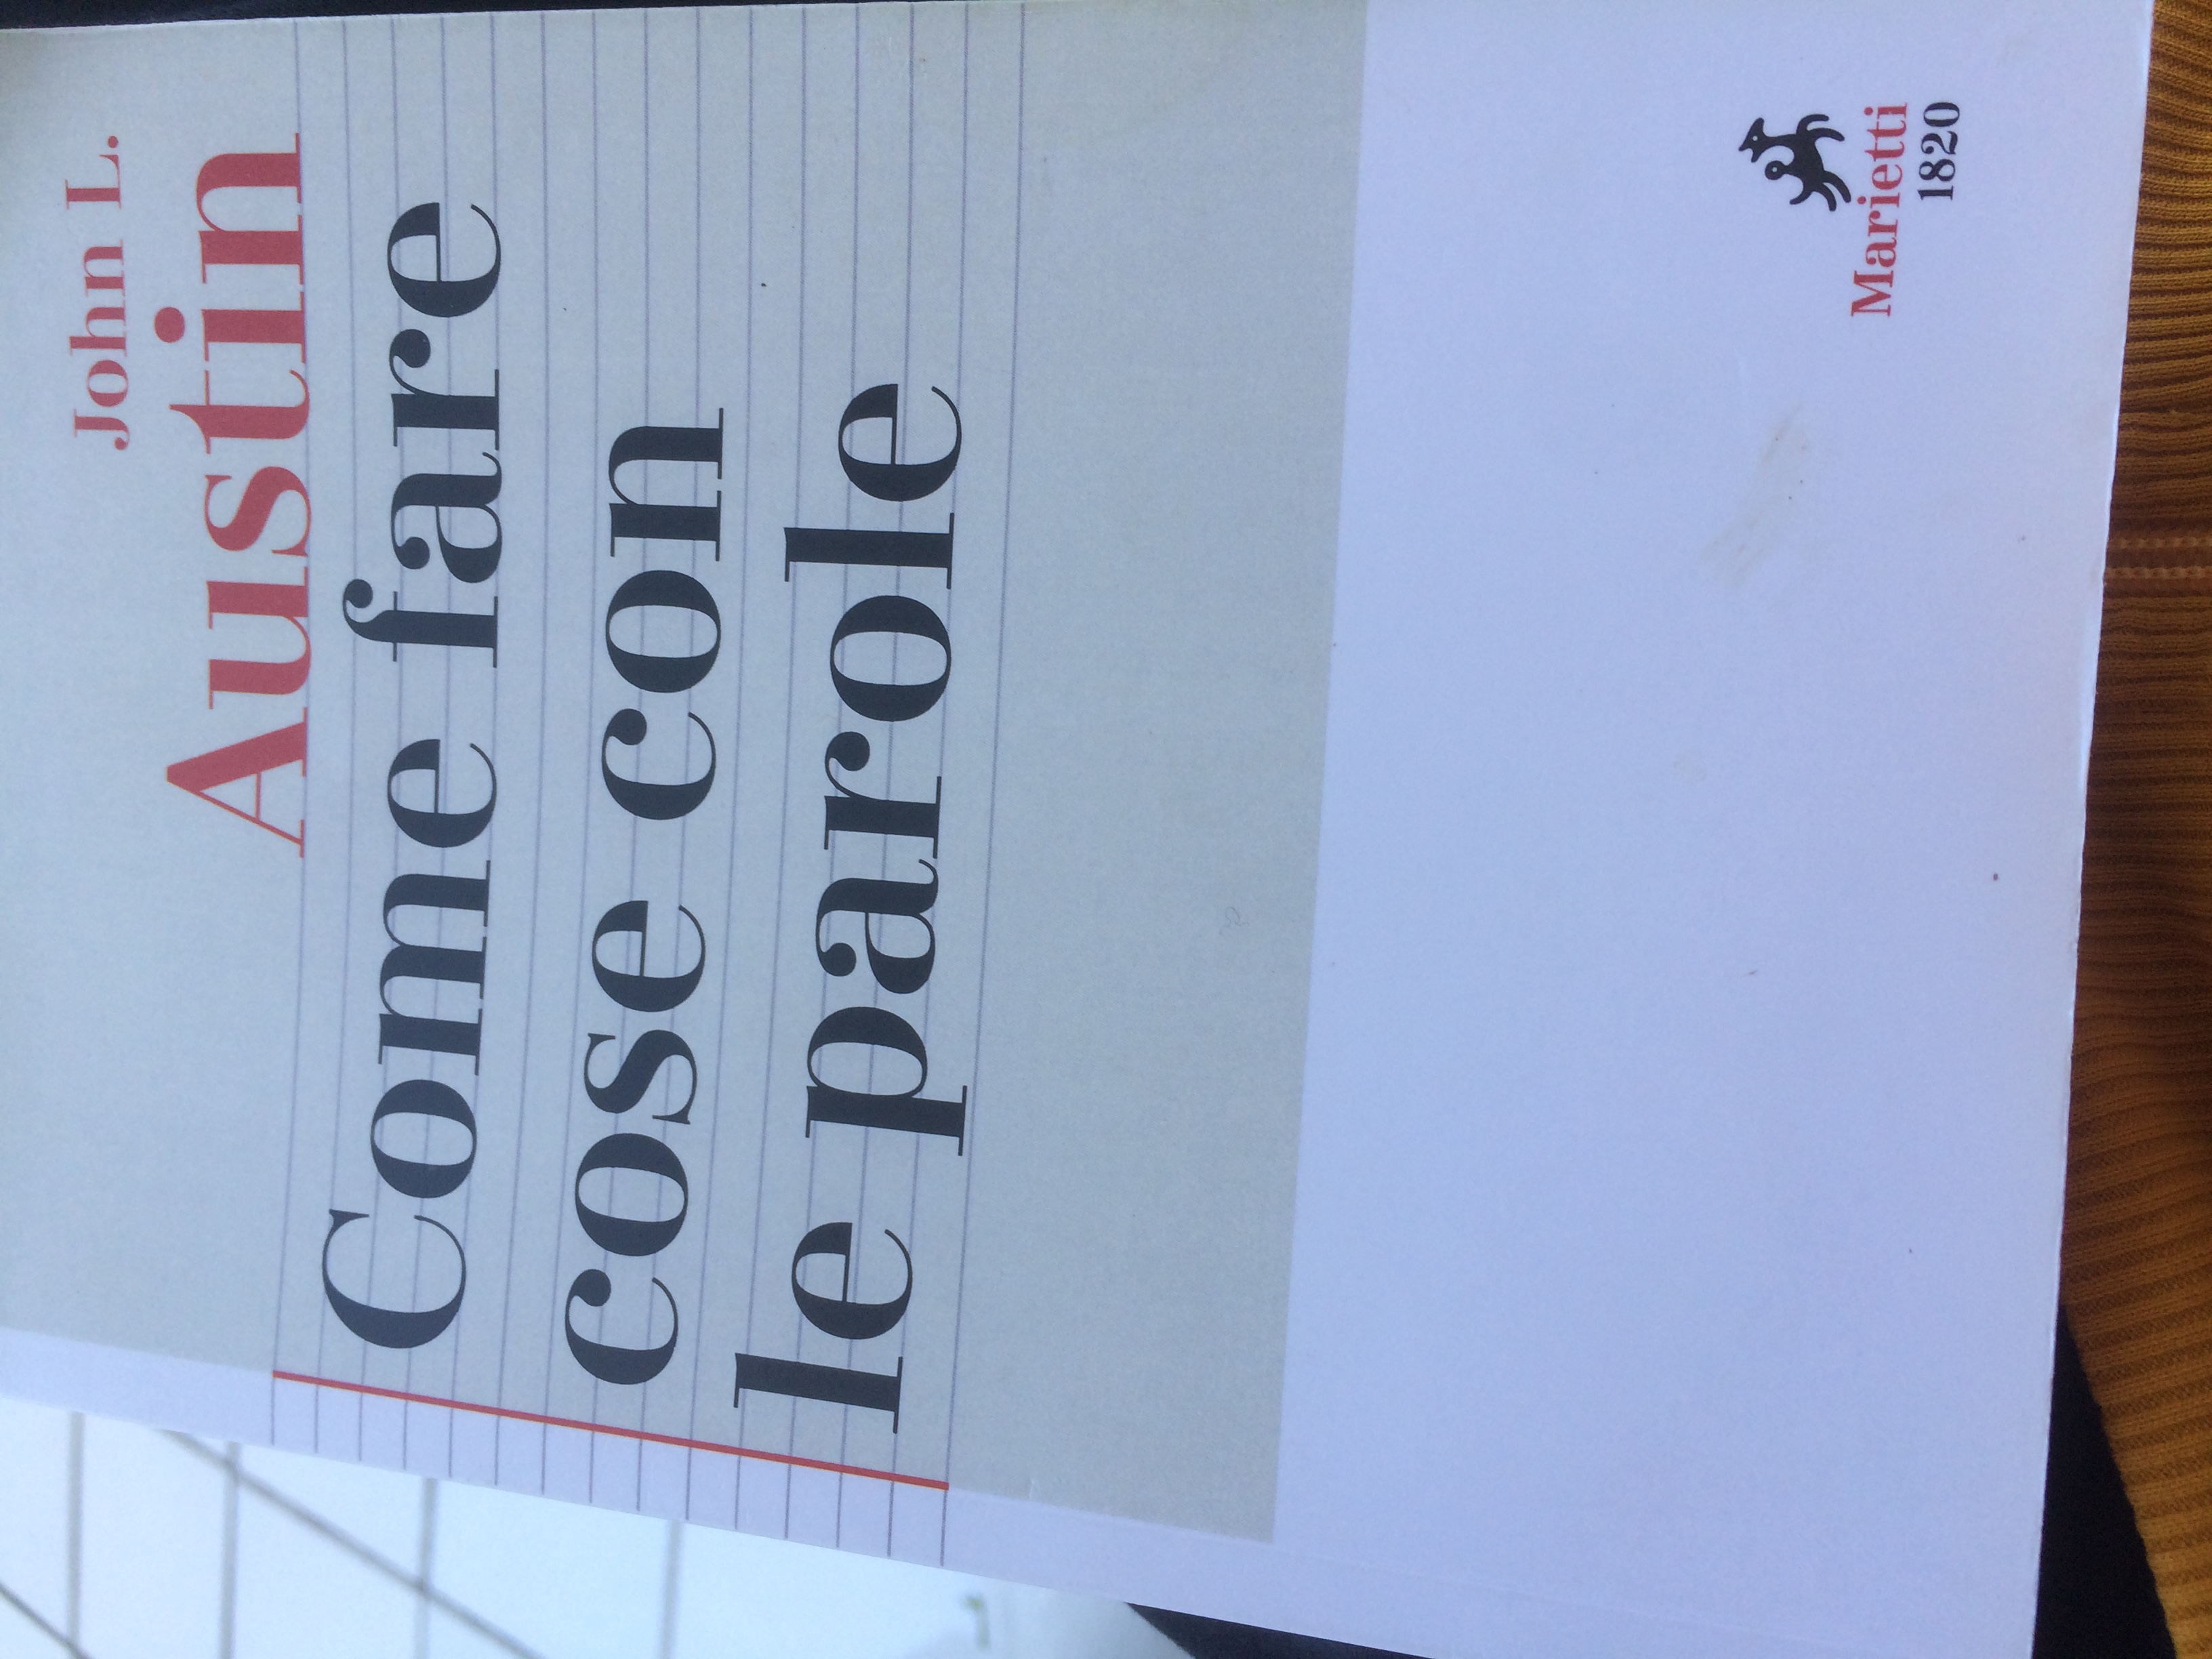 John L.
Austin
Come fare
cose con
le parole
Marietti
1820